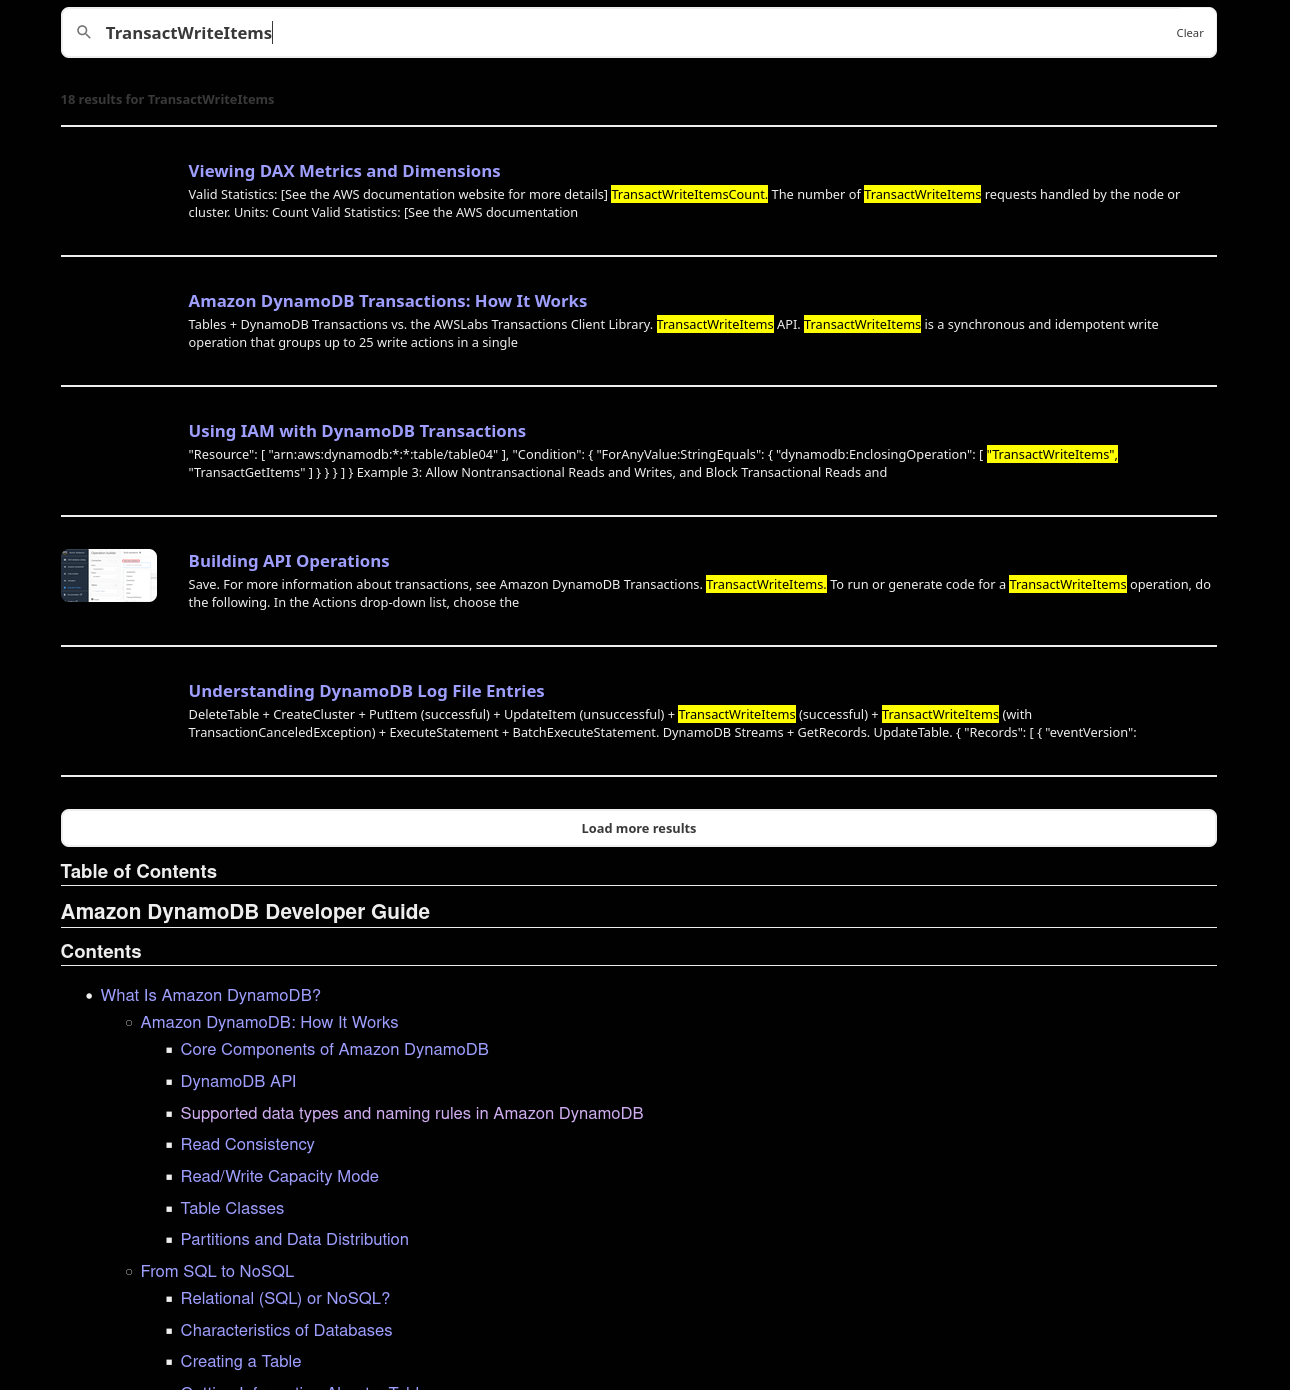 TransactWriteItems
Clear
18 results for TransactWriteItems
Viewing DAX Metrics and Dimensions
Valid Statistics: [See the AWS documentation website for more details] TransactWriteItemsCount. The number of TransactWriteItems requests handled by the node or
cluster. Units: Count Valid Statistics: [See the AWS documentation
Amazon DynamoDB Transactions: How It Works
Tables + DynamoDB Transactions vs. the AWSLabs Transactions Client Library. TransactWriteItems API. TransactWriteItems is a synchronous and idempotent write
operation that groups up to 25 write actions in a single
Using IAM with DynamoDB Transactions
"Resource": [ "arn:aws:dynamodb:*:*:table/table04" ], "Condition": { "ForAnyValue:StringEquals": { "dynamodb:EnclosingOperation": [ "TransactWriteItems",
"TransactGetItems" ] } } } ] } Example 3: Allow Nontransactional Reads and Writes, and Block Transactional Reads and
Building API Operations
Save. For more information about transactions, see Amazon DynamoDB Transactions. TransactWriteItems. To run or generate code for a TransactWriteItems operation, do
the following. In the Actions drop-down list, choose the
Understanding DynamoDB Log File Entries
DeleteTable + CreateCluster + PutItem (successful) + UpdateItem (unsuccessful) + TransactWriteItems (successful) + TransactWriteItems (with
TransactionCanceledException) + ExecuteStatement + BatchExecuteStatement. DynamoDB Streams + GetRecords. UpdateTable. { "Records": [ { "eventVersion":
Load more results
Table of Contents
Amazon DynamoDB Developer Guide
Contents
• What Is Amazon DynamoDB?
○ Amazon DynamoDB: How It Works
▪ Core Components of Amazon DynamoDB
▪ DynamoDB API
▪ Supported data types and naming rules in Amazon DynamoDB
▪ Read Consistency
▪ Read/Write Capacity Mode
▪ Table Classes
▪ Partitions and Data Distribution
○ From SQL to NoSQL
▪ Relational (SQL) or NoSQL?
▪ Characteristics of Databases
▪ Creating a Table